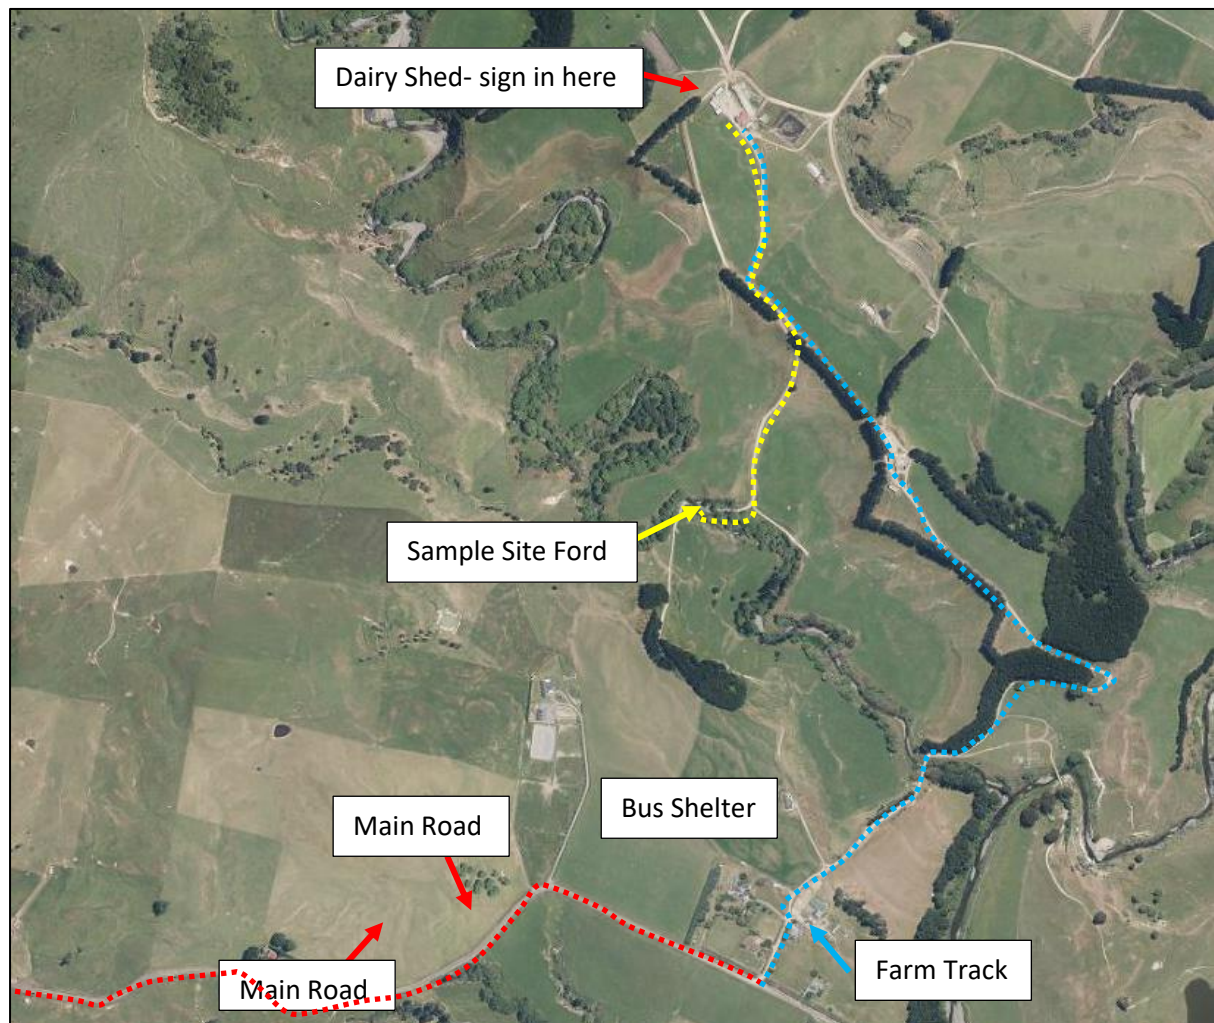 Dairy Shed- sign in here
Sample Site Ford
Bus Shelter
Main Road
Farm Track
Main Road